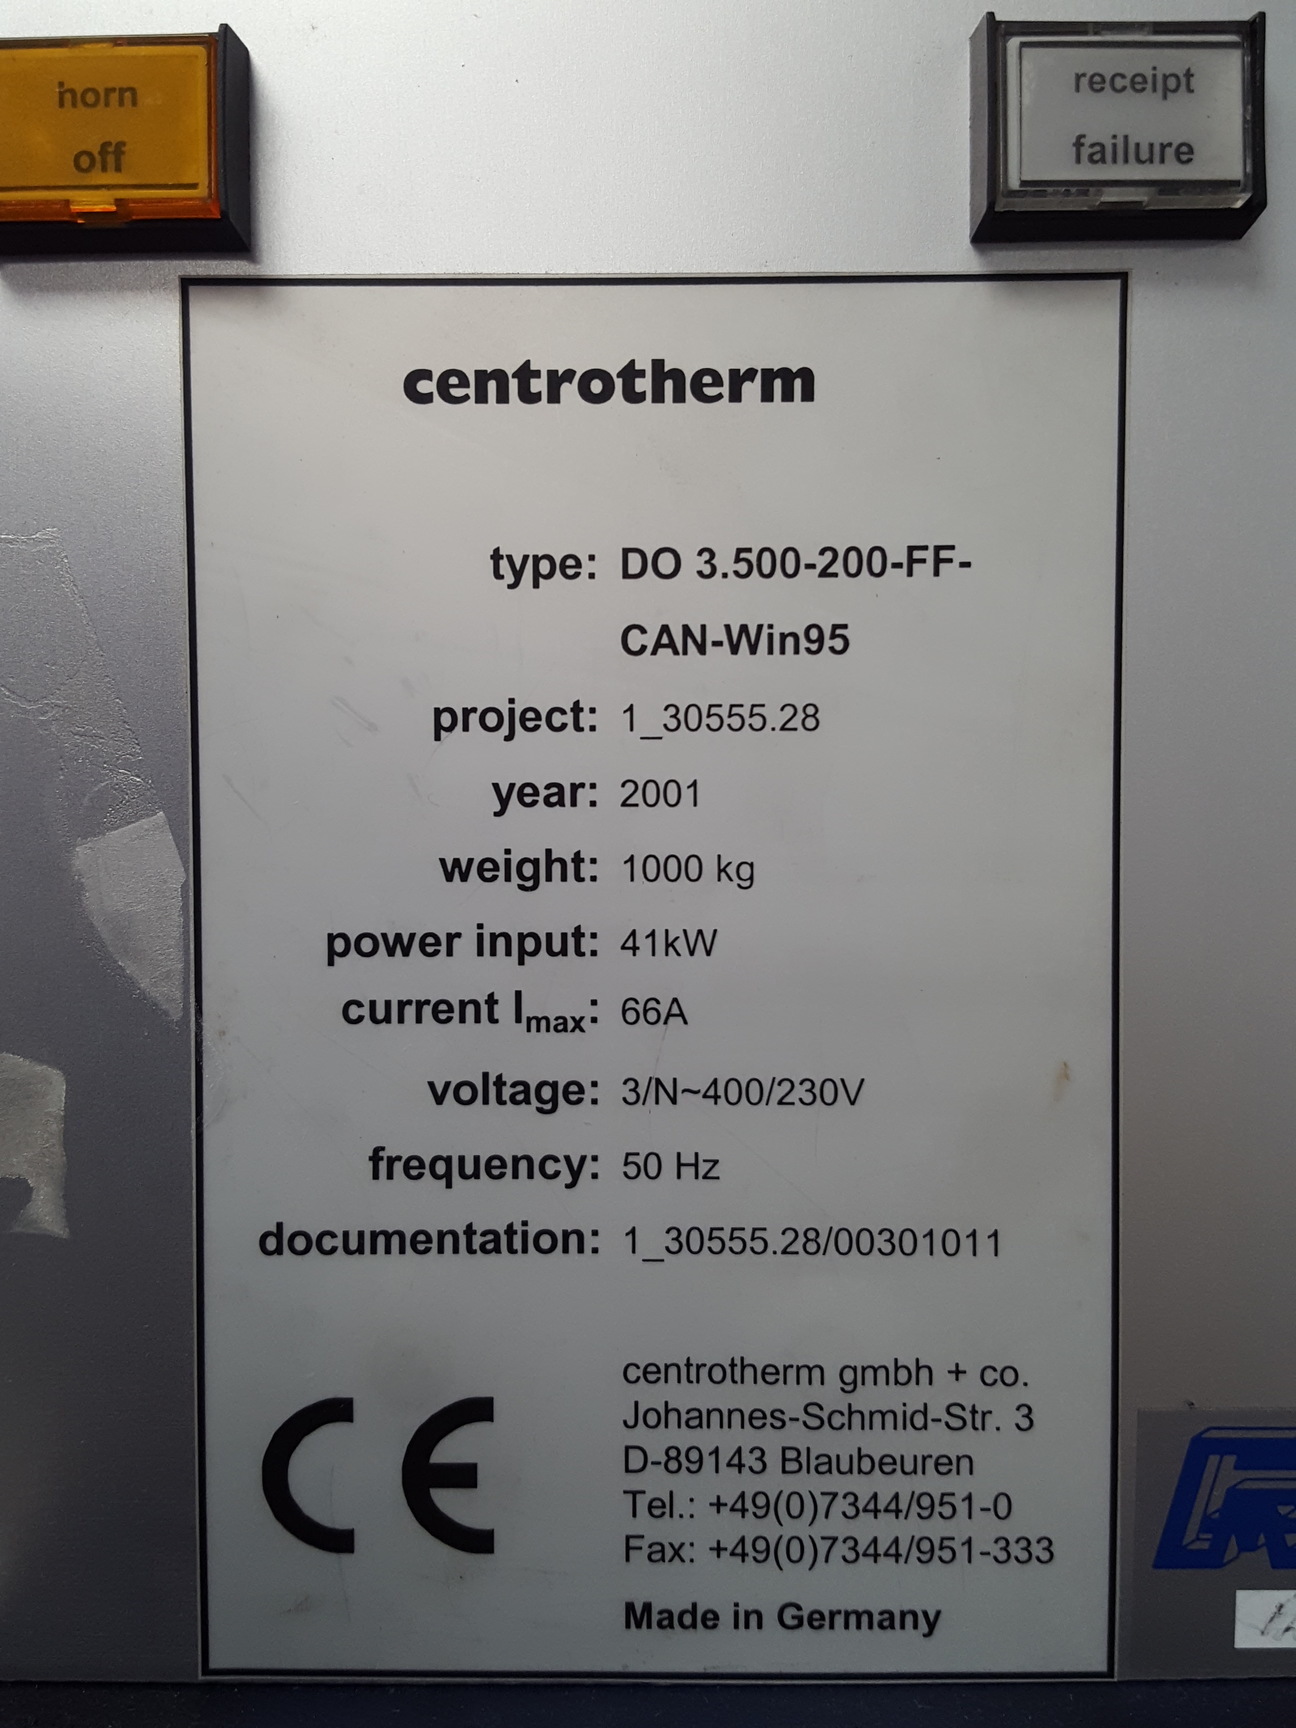 horn
off
receipt
failure
centrotherm
type: DO 3.500-200-FF-
CAN-Win95
project: 1_30555.28
year: 2001
weight: 1000 kg
power input: 41kW
current Imax: 66A
voltage: 3/N~400/230V
frequency: 50 Hz
documentation: 1_30555.28/00301011
CE
centrotherm gmbh + co.
Johannes-Schmid-Str. 3
D-89143 Blaubeuren
Tel.: +49(0)7344/951-0
Fax: +49(0)7344/951-333
Made in Germany